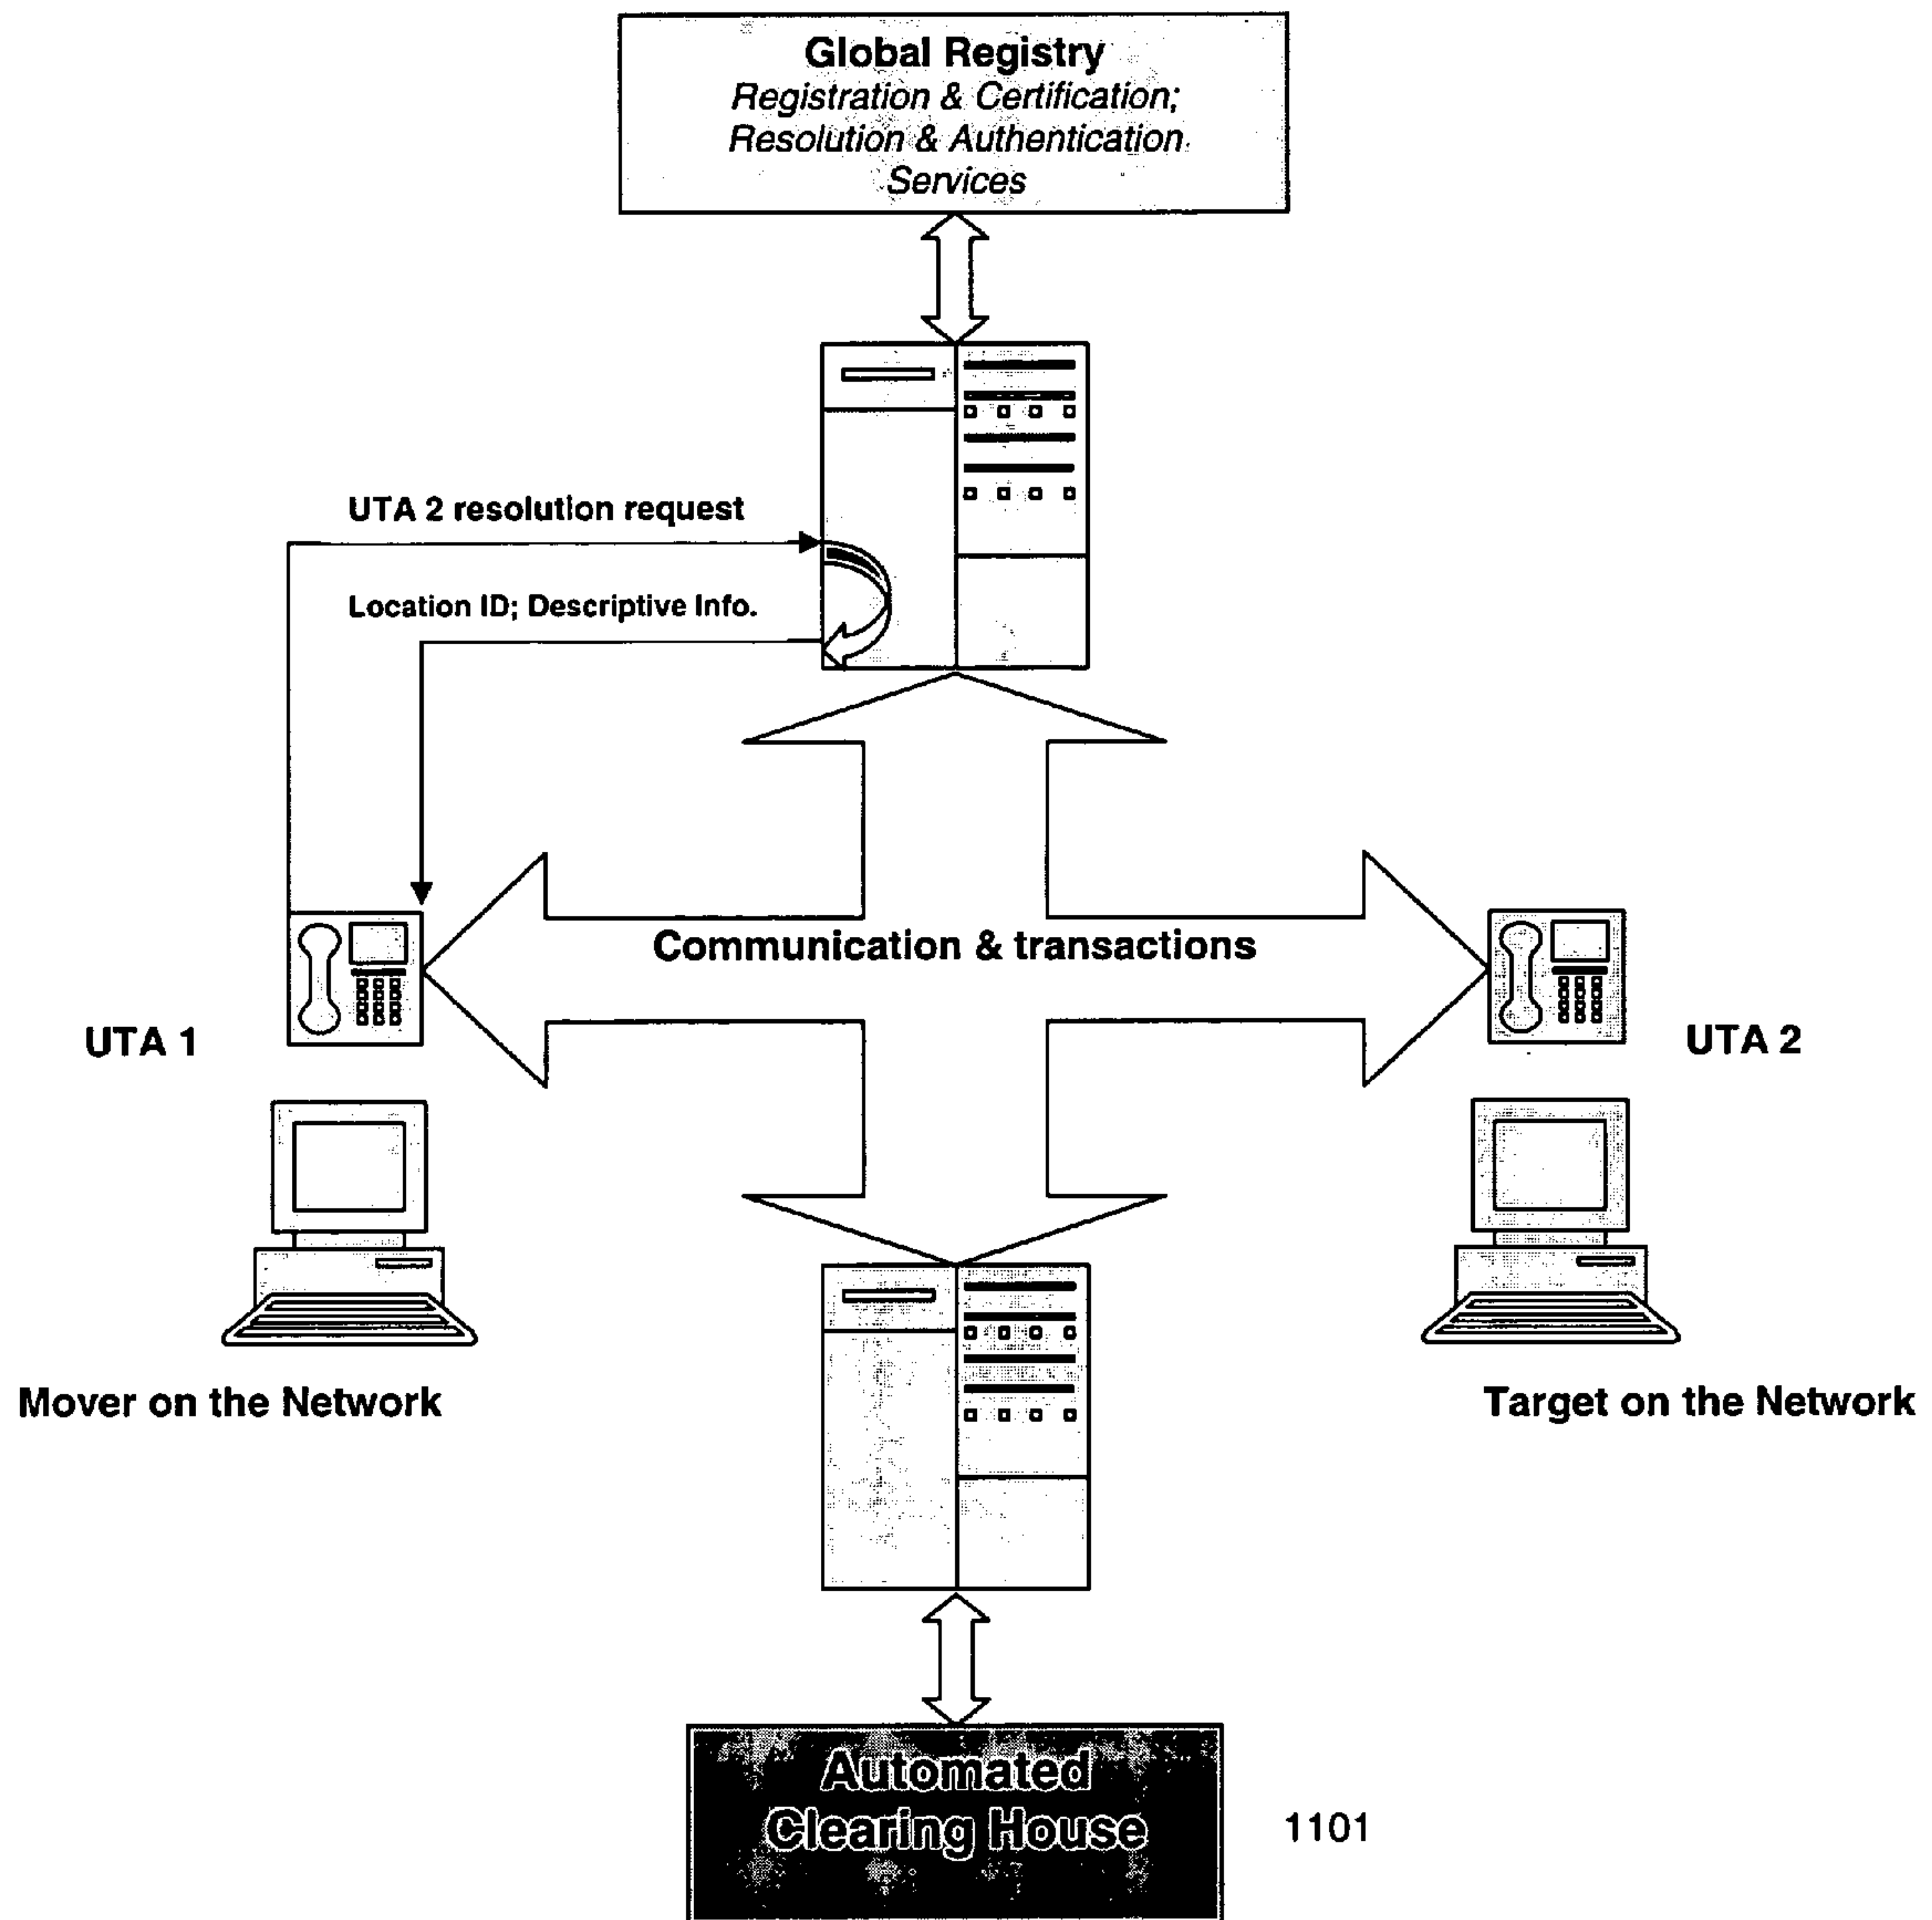 Global Registry
Registration & Certification;
Resolution & Authentication
Services
UTA 2 resolution request
Location ID; Descriptive Info.
Communication & transactions
UTA 1
UTA 2
Mover on the Network
Target on the Network
Automated
Clearing House
1101